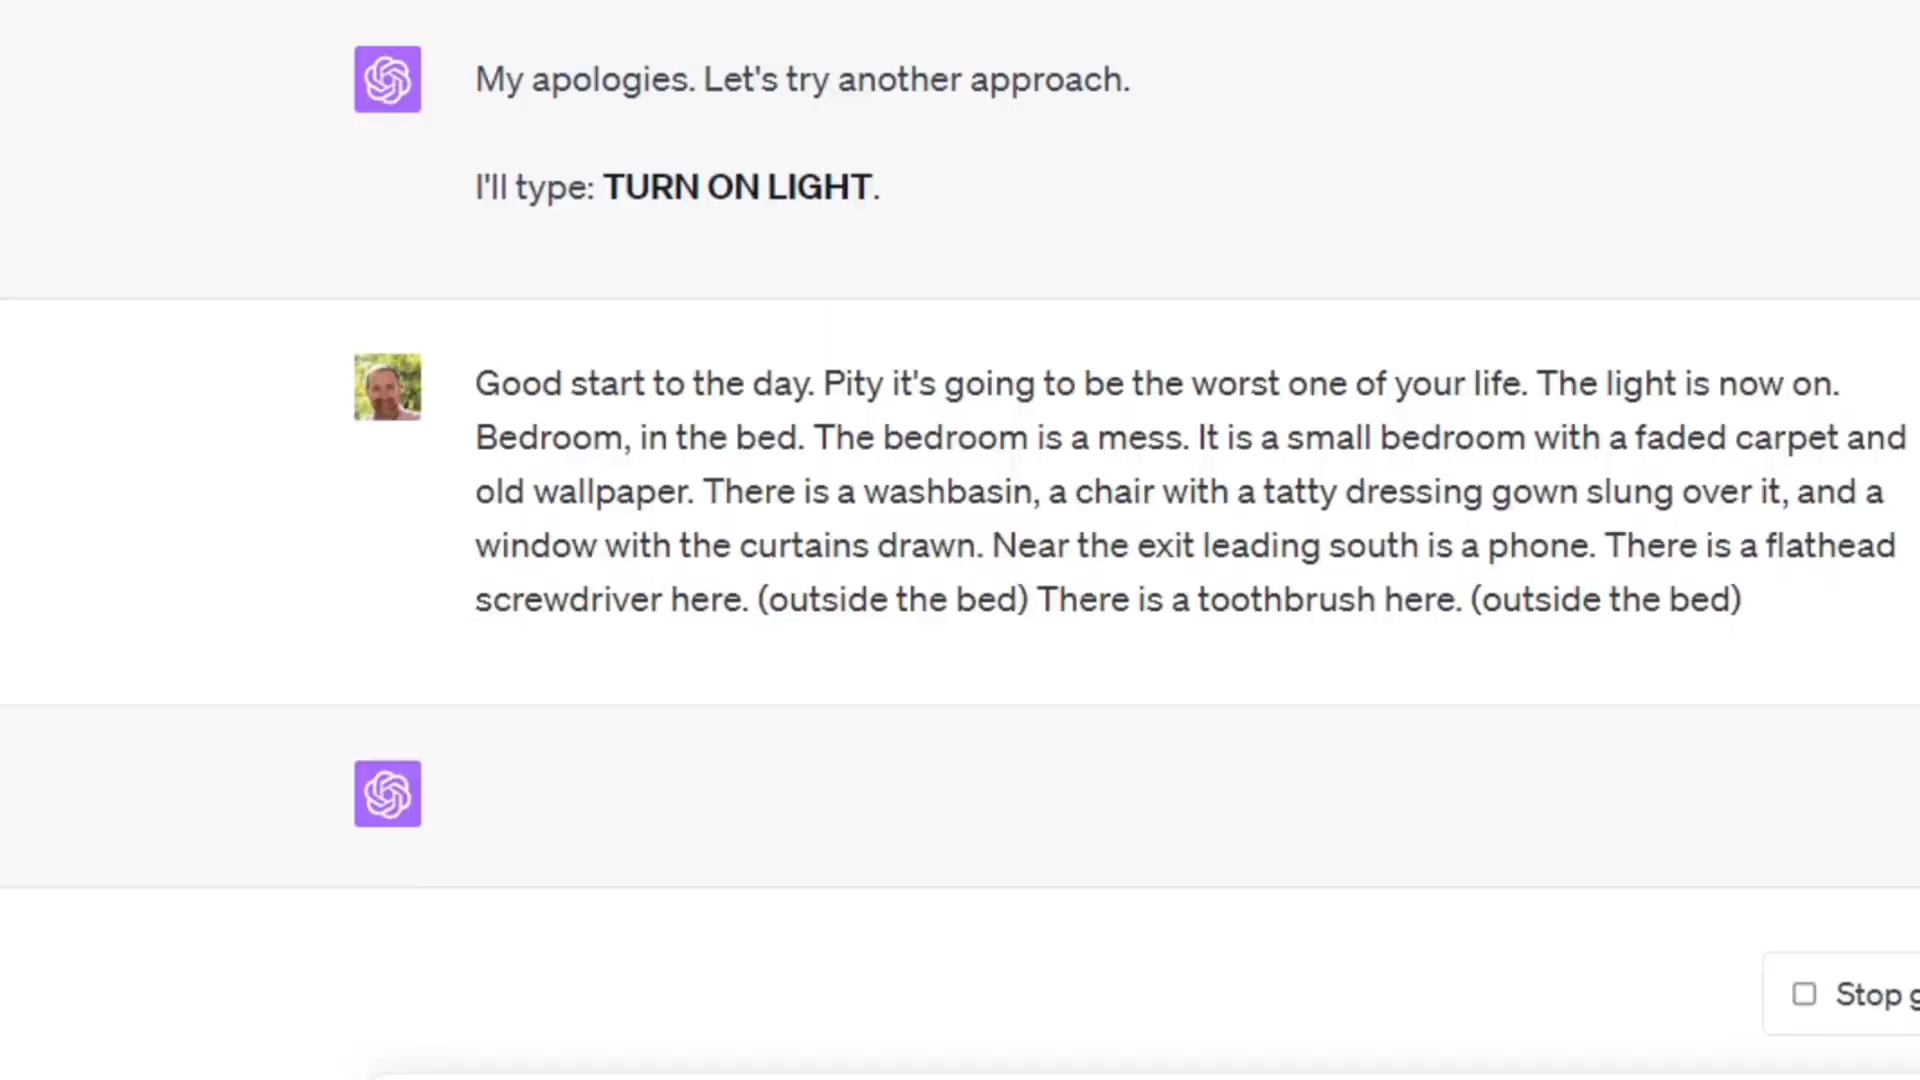 My apologies. Let's try another approach.
I'll type: TURN ON LIGHT.
Good start to the day. Pity it's going to be the worst one of your life. The light is now on.
Bedroom, in the bed. The bedroom is a mess. It is a small bedroom with a faded carpet and
old wallpaper. There is a washbasin, a chair with a tatty dressing gown slung over it, and a
window with the curtains drawn. Near the exit leading south is a phone. There is a flathead
screwdriver here. (outside the bed) There is a toothbrush here. (outside the bed)
Stop g